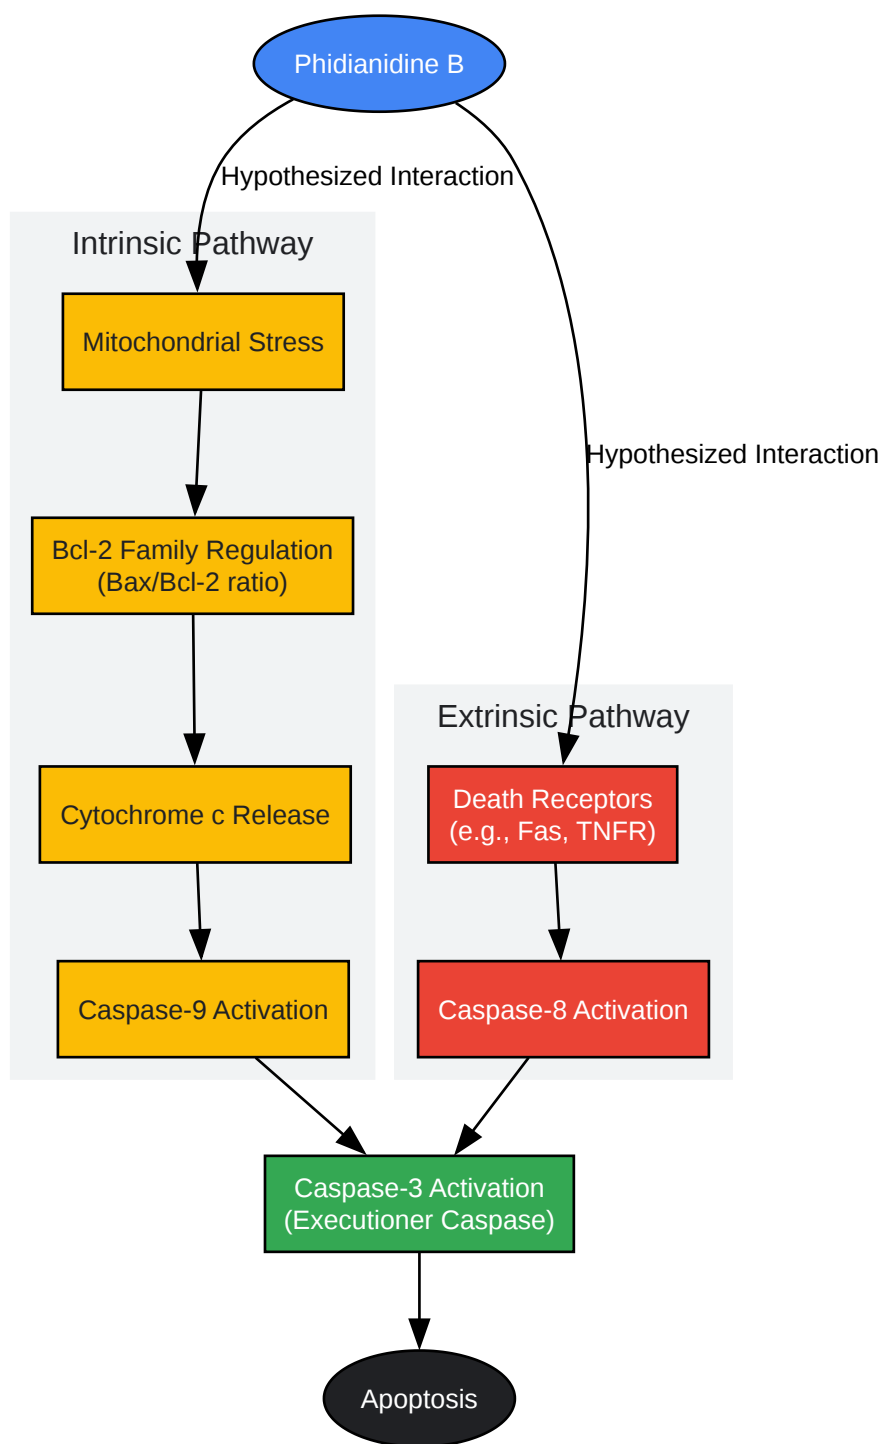 Phidianidine B
Hypothesized Interaction
Intrinsic Pathway
Mitochondrial Stress
Hypothesized Interaction
Bcl-2 Family Regulation
(Bax/Bcl-2 ratio)
Extrinsic Pathway
Cytochrome c Release
Death Receptors
(e.g., Fas, TNFR)
Caspase-9 Activation
Caspase-8 Activation
Caspase-3 Activation
(Executioner Caspase)
Apoptosis